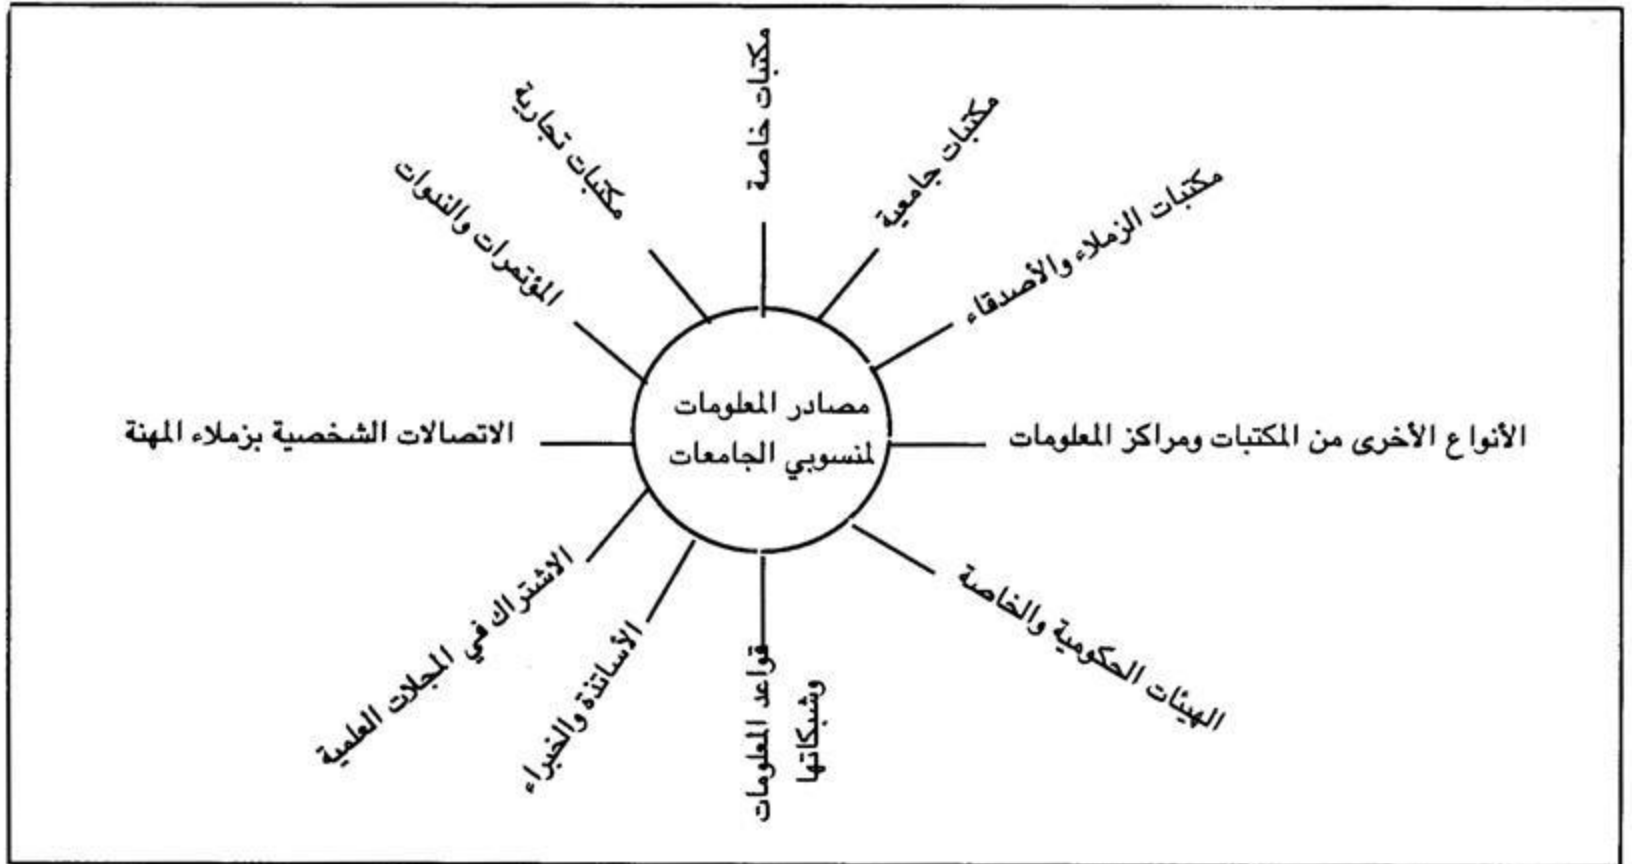 مكتبات خاصة
مكتبات جامعية
مكتبات الزملاء والأصدقاء
الأنواع الأخرى من المكتبات ومراكز المعلومات
الهيئات الحكومية والخاصة
قواعد المعلومات
وشبكاتها
الأساتذة والخبراء
الاشتراك في المجلات العلمية
الاتصالات الشخصية بزملاء المهنة
المؤتمرات والندوات
مكتبات تجارية
مصادر المعلومات
لمنسوبي الجامعات